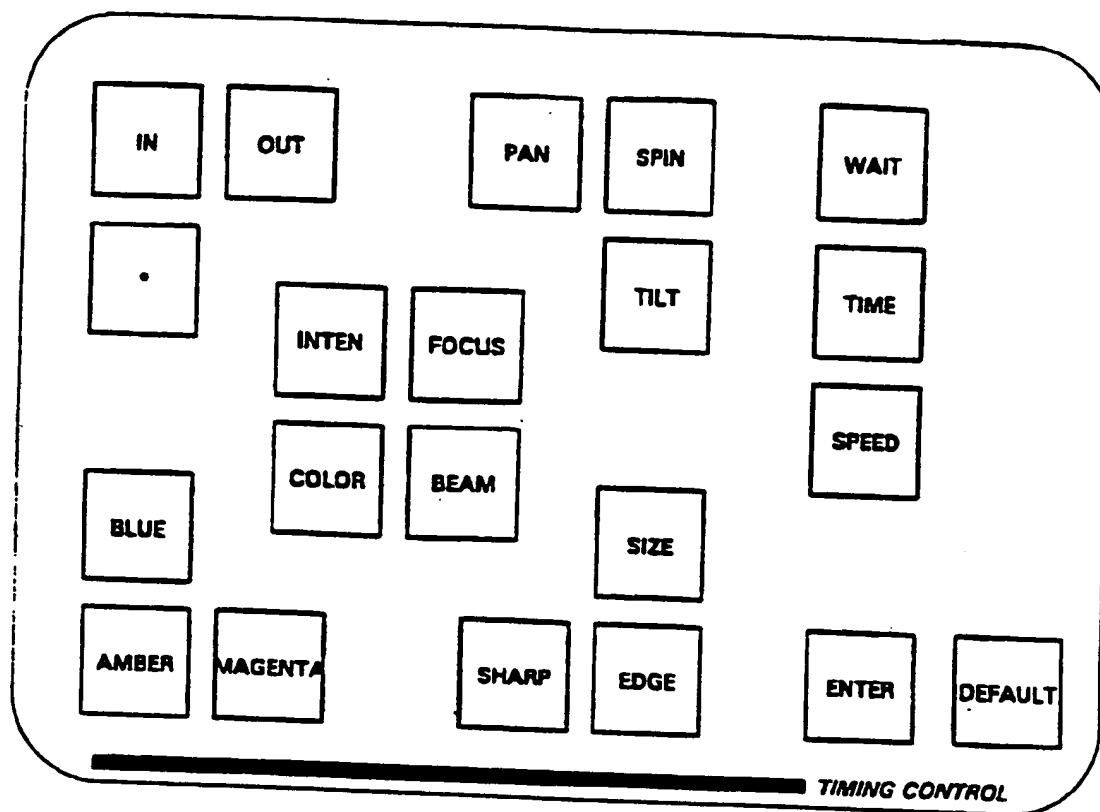 IN OUT PAN SPIN WAIT
•
TILT TIME
INTEN FOCUS
SPEED
COLOR BEAM
BLUE SIZE
AMBER MAGENTA SHARP EDGE ENTER DEFAULT
TIMING CONTROL